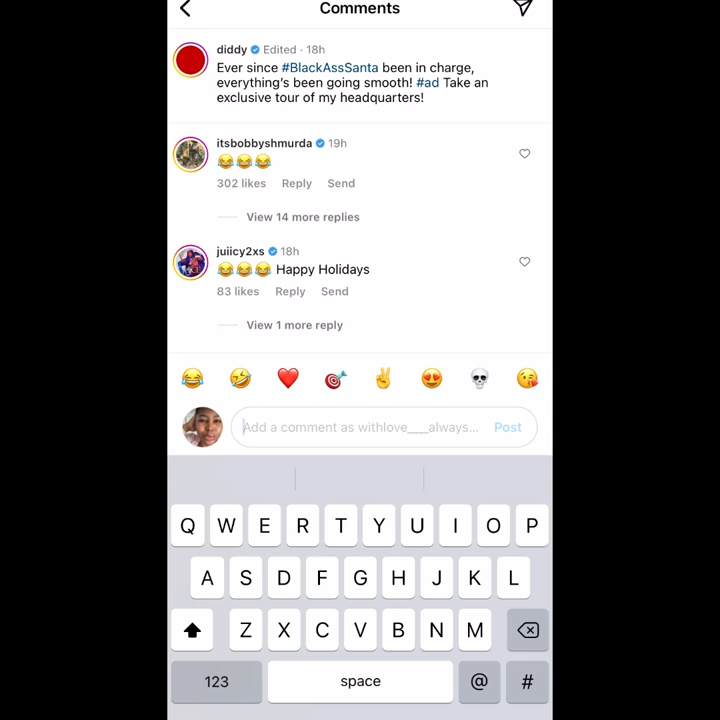 Comments
diddy Edited · 18h
Ever since #BlackAssSanta been in charge,
everything's been going smooth! #ad Take an
exclusive tour of my headquarters!
itsbobbyshmurda 19h
😂😂😂
302 likes Reply Send
View 14 more replies
juiicy2xs 18h
😂😂😂 Happy Holidays
83 likes Reply Send
View 1 more reply
Add a comment as withlove____always... Post
Q W E R T Y U I O P
A S D F G H J K L
Z X C V B N M
123 space @ #